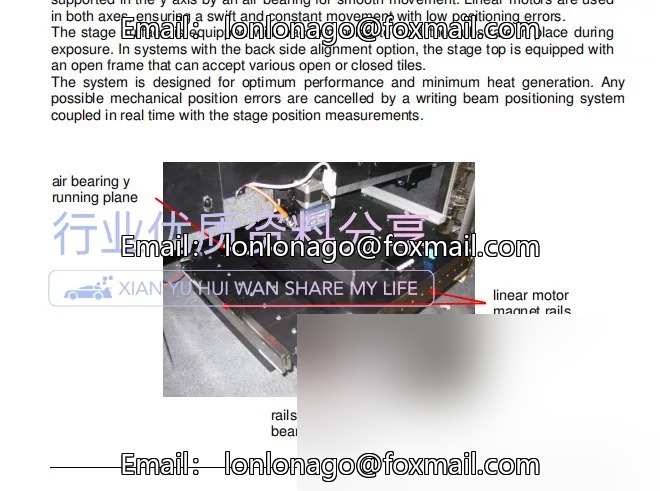 supported in the y axis by an air bearing for smooth movement. Linear motors are used
in both axes, ensuring a swift and constant movement with low positioning errors.
Email： lonlonago@foxmail.com
The stage equip place during
exposure. In systems with the back side alignment option, the stage top is equipped with
an open frame that can accept various open or closed tiles.
The system is designed for optimum performance and minimum heat generation. Any
possible mechanical position errors are cancelled by a writing beam positioning system
coupled in real time with the stage position measurements.
air bearing y
running plane
行业优质资料分享
Email： lonlonago@foxmail.com
XIAN YU HUI WAN SHARE MY LIFE
linear motor
magnet rails
rails
bea
Email： lonlonago@foxmail.com